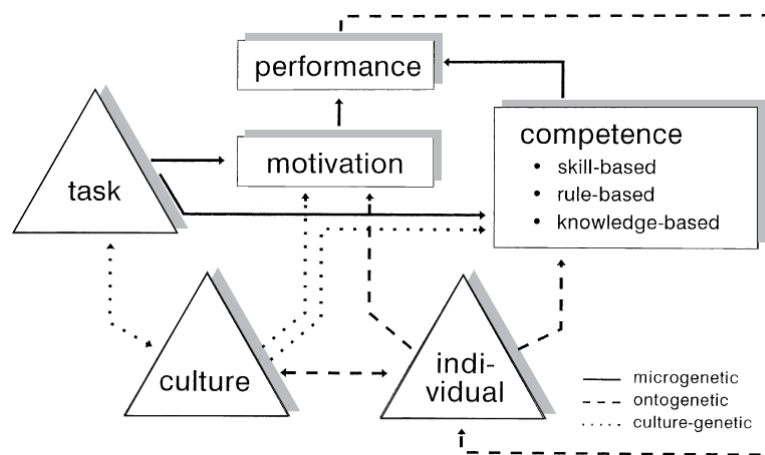 performance
motivation
task
competence
• skill-based
• rule-based
• knowledge-based
culture
indi-
vidual
microgenetic
ontogenetic
culture-genetic